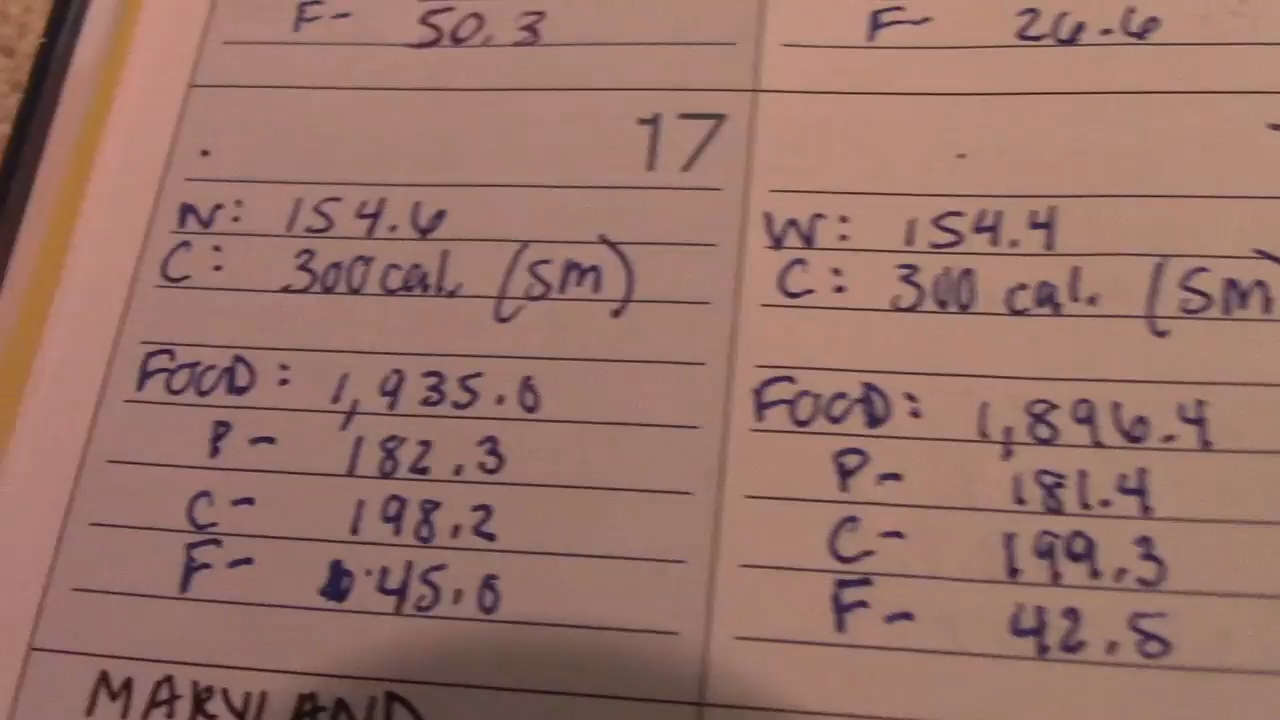 F- 50.3
F- 26.6
17
W: 154.6
C: 300 cal. (Sm)
FOOD: 1,935.0
P- 182.3
C- 198.2
F- 45.0
MARYLAND
W: 154.4
C: 300 cal. (Sm
FOOD: 1,896.4
P- 181.4
C- 199.3
F- 42.5